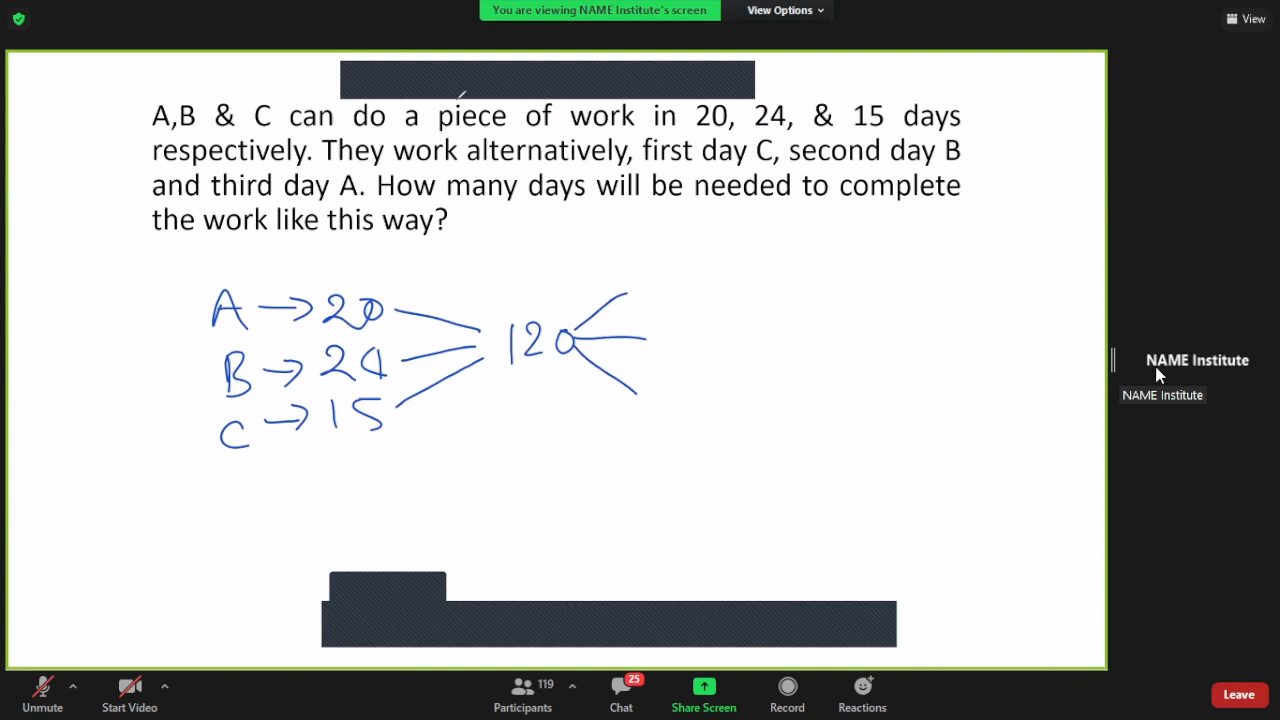 You are viewing NAME Institute's screen
View Options
View
A,B & C can do a piece of work in 20, 24, & 15 days
respectively. They work alternatively, first day C, second day B
and third day A. How many days will be needed to complete
the work like this way?
A → 20
B → 24
C → 15
120
NAME Institute
NAME Institute
Unmute
Start Video
119
Participants
25
Chat
Share Screen
Record
Reactions
Leave